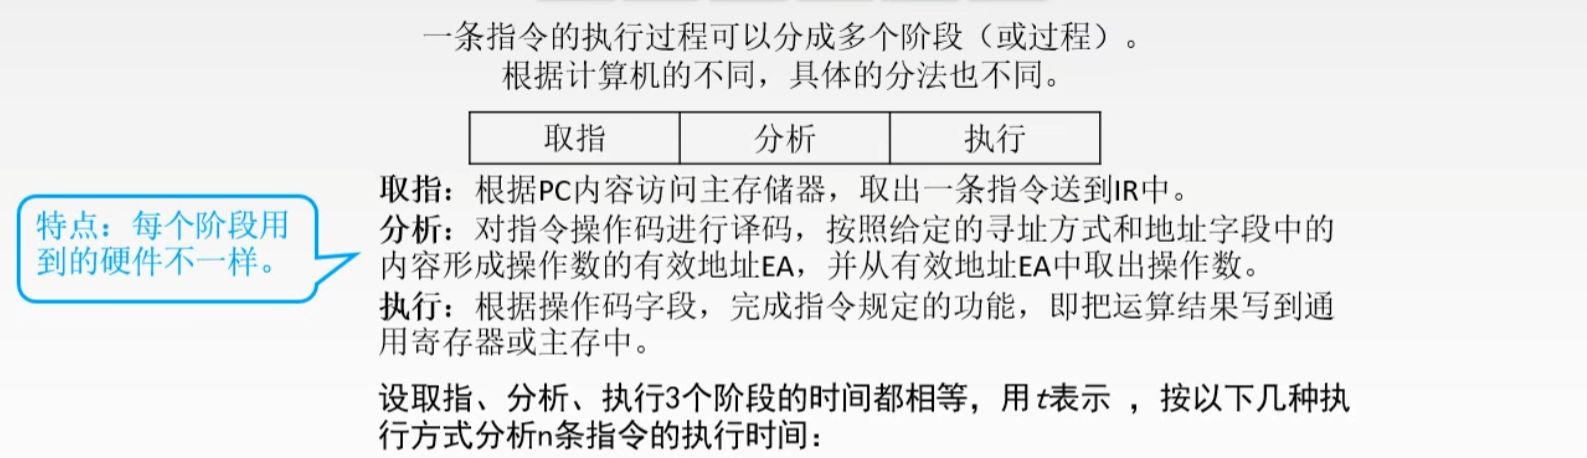 一条指令的执行过程可以分成多个阶段（或过程）。
根据计算机的不同，具体的分法也不同。
取指 分析 执行
特点：每个阶段用
到的硬件不一样。
取指：根据PC内容访问主存储器，取出一条指令送到IR中。
分析：对指令操作码进行译码，按照给定的寻址方式和地址字段中的
内容形成操作数的有效地址EA，并从有效地址EA中取出操作数。
执行：根据操作码字段，完成指令规定的功能，即把运算结果写到通
用寄存器或主存中。
设取指、分析、执行3个阶段的时间都相等，用t表示 ，按以下几种执
行方式分析n条指令的执行时间：